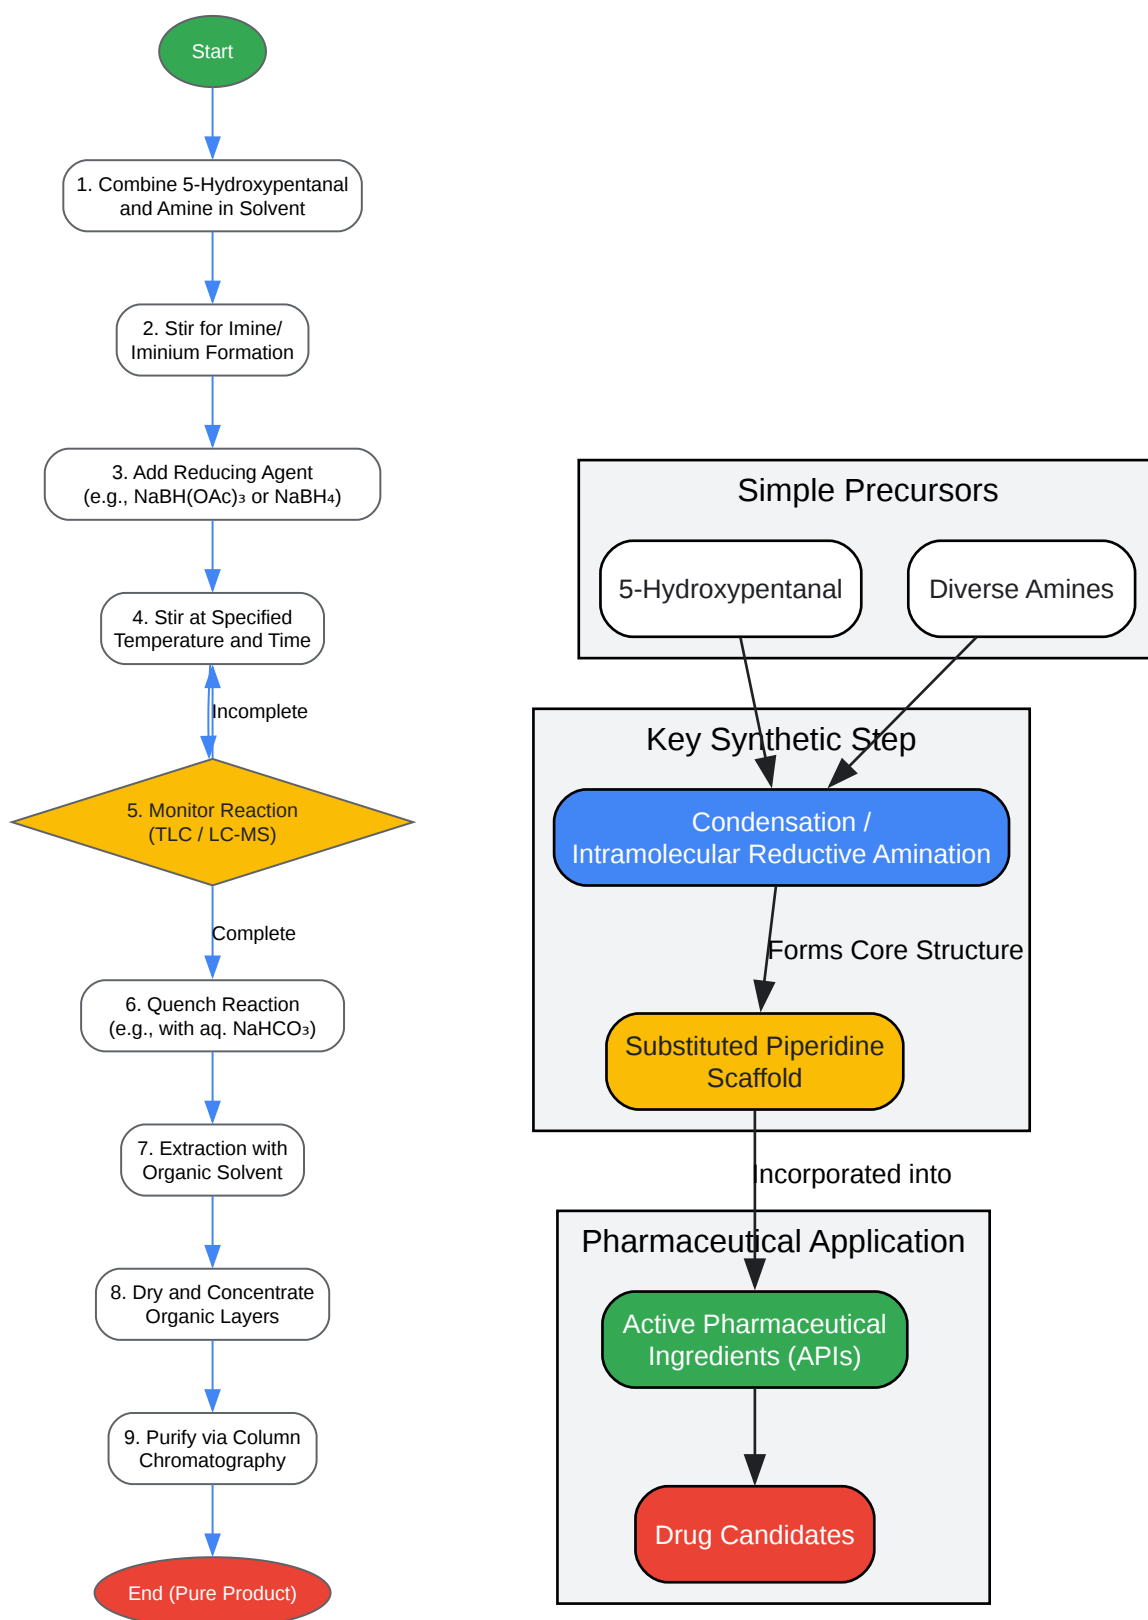 Start
1. Combine 5-Hydroxypentanal
and Amine in Solvent
2. Stir for Imine/
Iminium Formation
3. Add Reducing Agent
(e.g., NaBH(OAc)₃ or NaBH₄)
4. Stir at Specified
Temperature and Time
Incomplete
5. Monitor Reaction
(TLC / LC-MS)
Complete
6. Quench Reaction
(e.g., with aq. NaHCO₃)
7. Extraction with
Organic Solvent
8. Dry and Concentrate
Organic Layers
9. Purify via Column
Chromatography
End (Pure Product)
Simple Precursors
5-Hydroxypentanal
Diverse Amines
Key Synthetic Step
Condensation /
Intramolecular Reductive Amination
Forms Core Structure
Substituted Piperidine
Scaffold
Incorporated into
Pharmaceutical Application
Active Pharmaceutical
Ingredients (APIs)
Drug Candidates